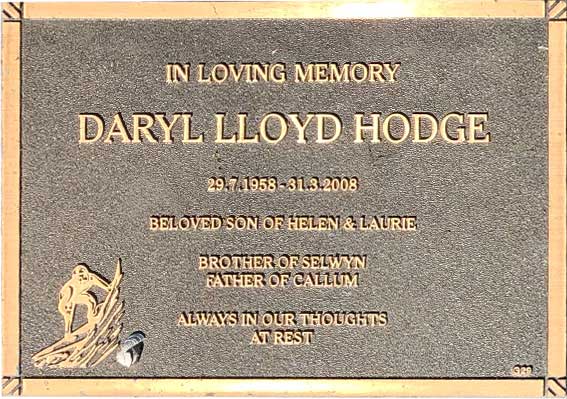 IN LOVING MEMORY
DARYL LLOYD HODGE
29.7.1958-31.3.2008
BELOVED SON OF HELEN & LAURIE
BROTHER OF SELWYN
FATHER OF CALLUM
ALWAYS IN OUR THOUGHTS
AT REST